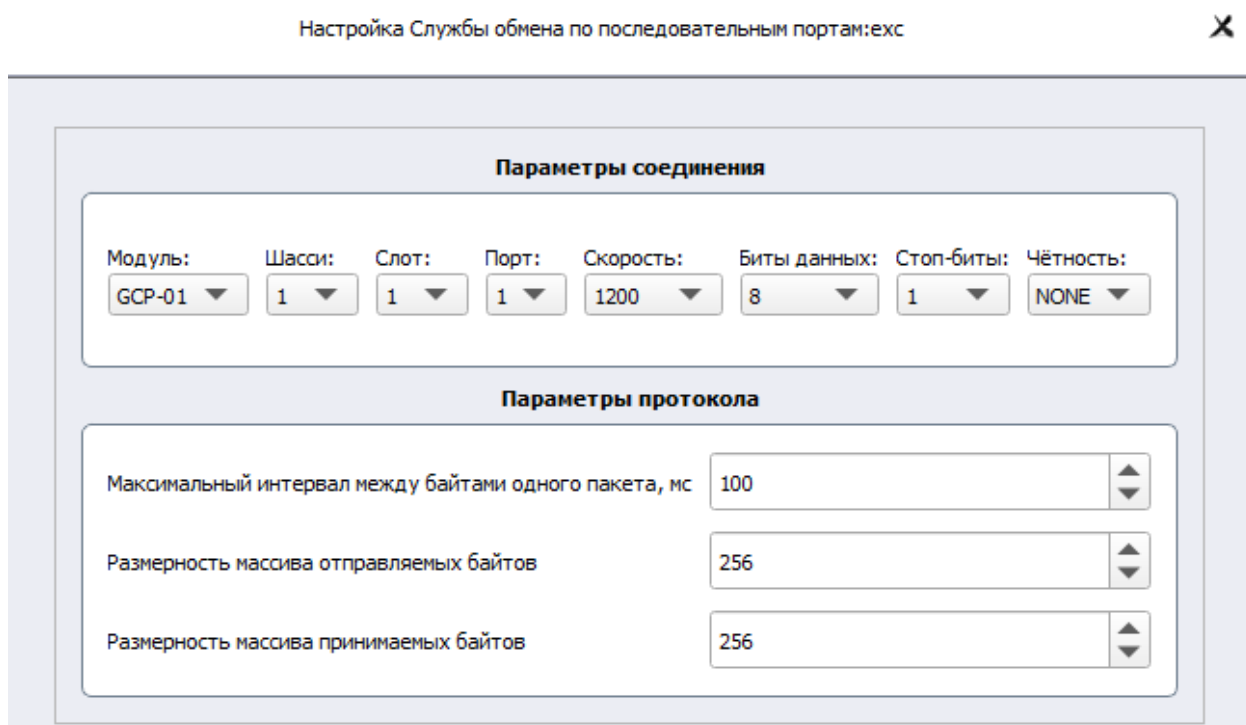 Настройка Службы обмена по последовательным портам:exc
Параметры соединения
Модуль: Шасси: Слот: Порт: Скорость: Биты данных: Стоп-биты: Чётность:
GCP-01 1 1 1 1200 8 1 NONE
Параметры протокола
Максимальный интервал между байтами одного пакета, мс 100
Размерность массива отправляемых байтов 256
Размерность массива принимаемых байтов 256